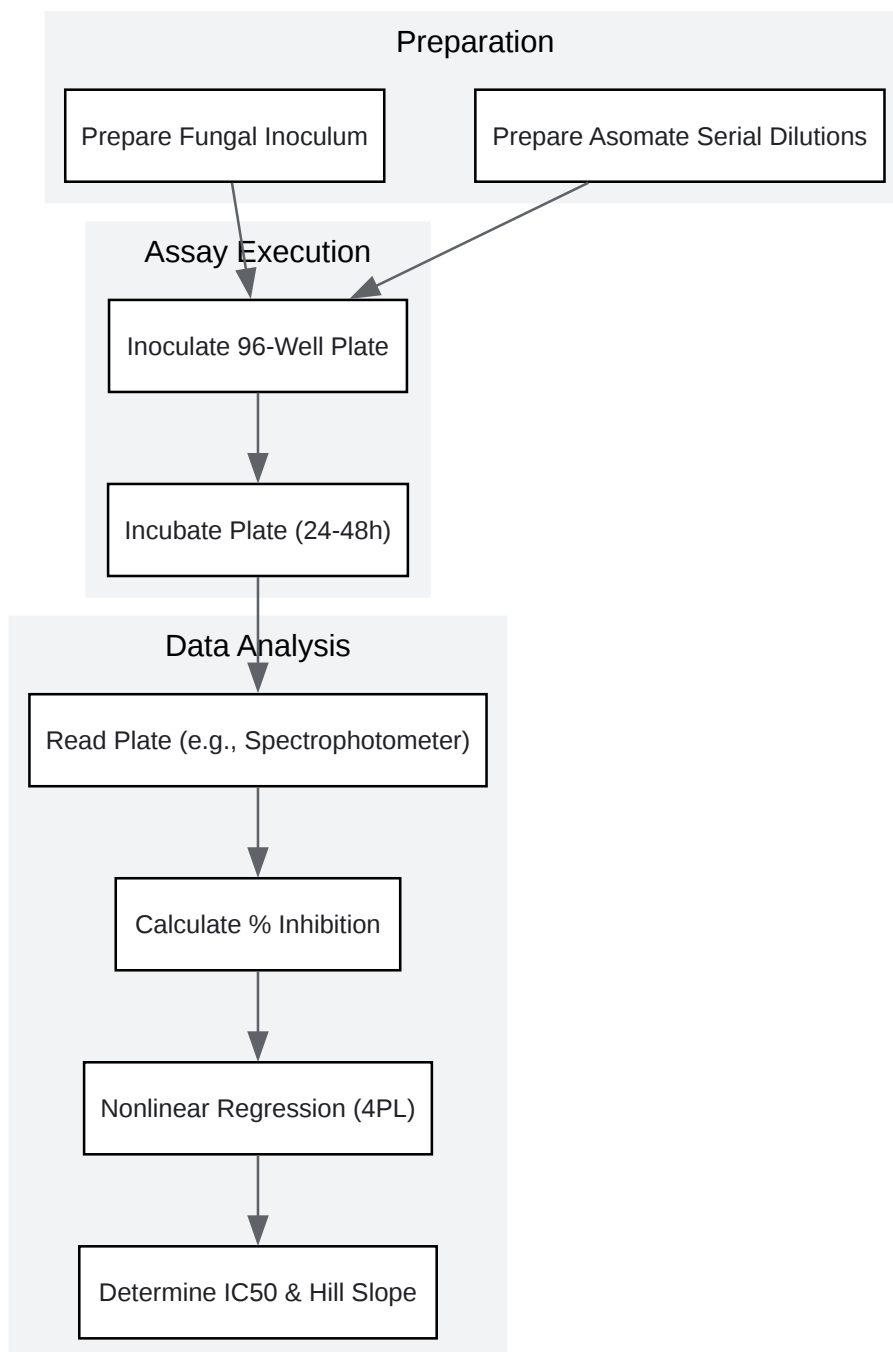 Preparation
Prepare Fungal Inoculum
Prepare Asomate Serial Dilutions
Assay Execution
Inoculate 96-Well Plate
Incubate Plate (24-48h)
Data Analysis
Read Plate (e.g., Spectrophotometer)
Calculate % Inhibition
Nonlinear Regression (4PL)
Determine IC50 & Hill Slope